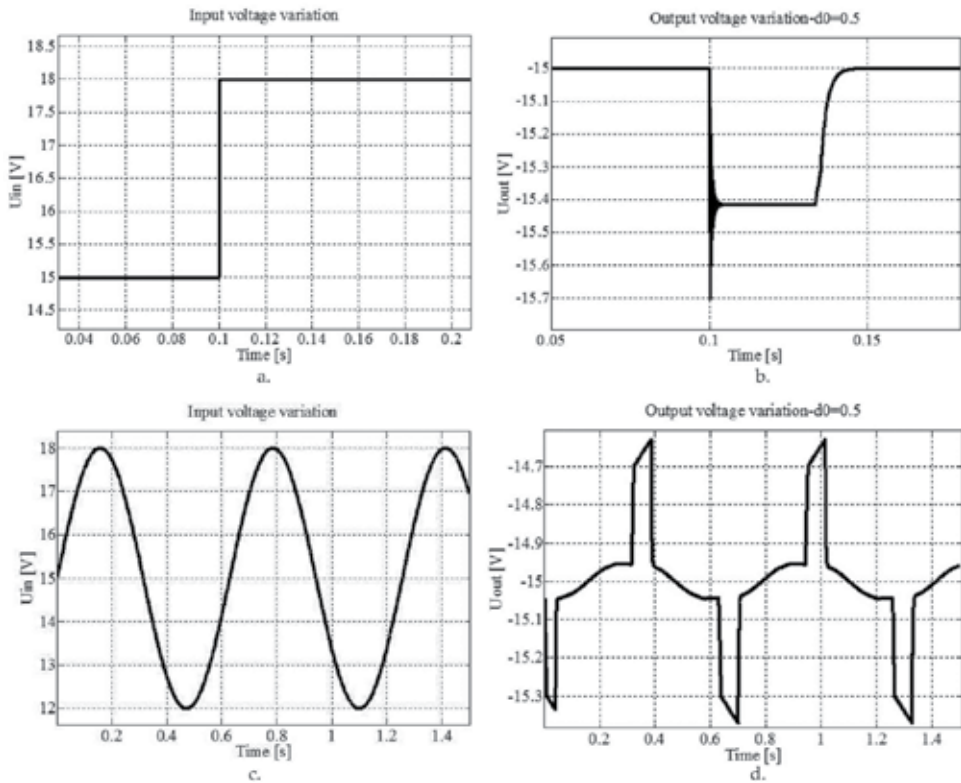 Input voltage variation
18.5
18
17.5
17
16.5
16
15.5
15
14.5
Uin [V]
0.04 0.06 0.08 0.1 0.12 0.14 0.16 0.18 0.2
Time [s]
a.
Output voltage variation-d0=0.5
-15
-15.1
-15.2
-15.3
-15.4
-15.5
-15.6
-15.7
Uout [V]
0.05 0.1 0.15
Time [s]
b.
Input voltage variation
18
17
16
15
14
13
12
Uin [V]
0.2 0.4 0.6 0.8 1 1.2 1.4
Time [s]
c.
Output voltage variation-d0=0.5
-14.7
-14.8
-14.9
-15
-15.1
-15.2
-15.3
Uout [V]
0.2 0.4 0.6 0.8 1 1.2 1.4
Time [s]
d.